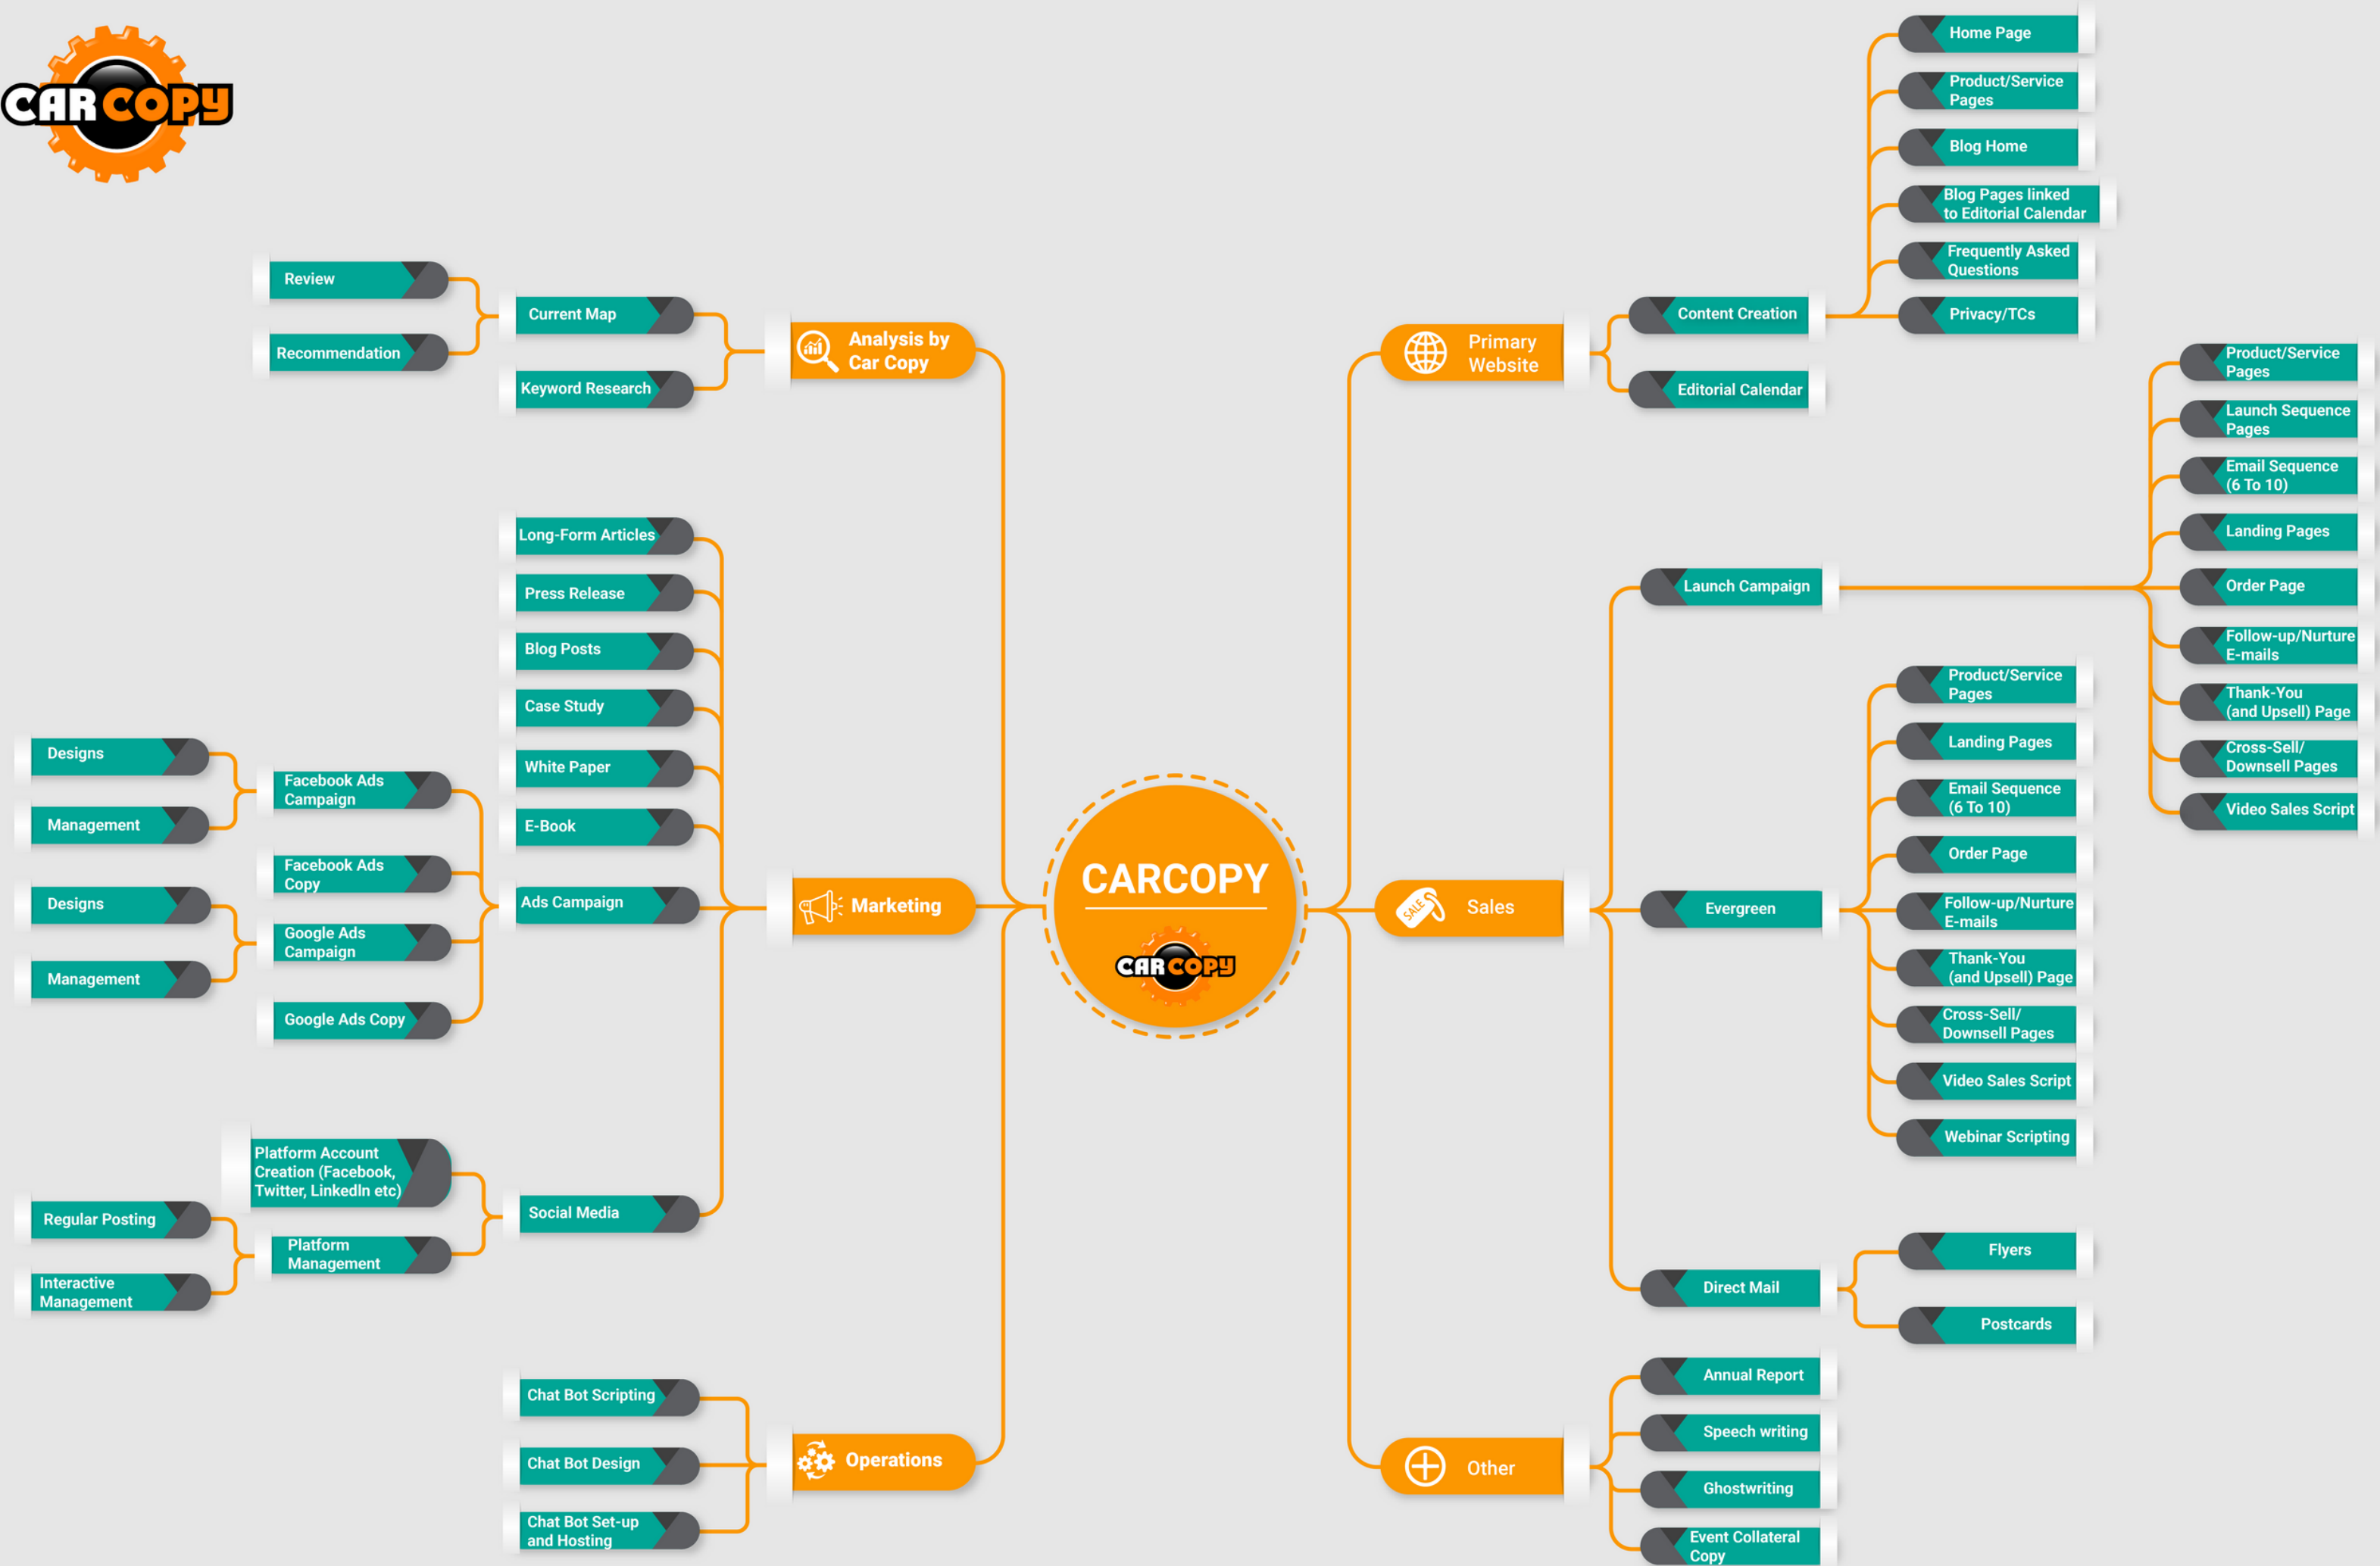 CARCOPY
Review
Recommendation
Current Map
Keyword Research
Analysis by
Car Copy
Long-Form Articles
Press Release
Blog Posts
Case Study
White Paper
E-Book
Ads Campaign
Designs
Management
Facebook Ads
Campaign
Facebook Ads
Copy
Designs
Management
Google Ads
Campaign
Google Ads Copy
Marketing
Platform Account
Creation (Facebook,
Twitter, LinkedIn etc)
Regular Posting
Interactive
Management
Platform
Management
Social Media
Chat Bot Scripting
Chat Bot Design
Chat Bot Set-up
and Hosting
Operations
CARCOPY
CARCOPY
SALE
Primary
Website
Content Creation
Editorial Calendar
Home Page
Product/Service
Pages
Blog Home
Blog Pages linked
to Editorial Calendar
Frequently Asked
Questions
Privacy/TCs
Sales
Launch Campaign
Product/Service
Pages
Launch Sequence
Pages
Email Sequence
(6 To 10)
Landing Pages
Order Page
Follow-up/Nurture
E-mails
Thank-You
(and Upsell) Page
Cross-Sell/
Downsell Pages
Video Sales Script
Evergreen
Product/Service
Pages
Landing Pages
Email Sequence
(6 To 10)
Order Page
Follow-up/Nurture
E-mails
Thank-You
(and Upsell) Page
Cross-Sell/
Downsell Pages
Video Sales Script
Webinar Scripting
Direct Mail
Flyers
Postcards
Other
Annual Report
Speech writing
Ghostwriting
Event Collateral
Copy